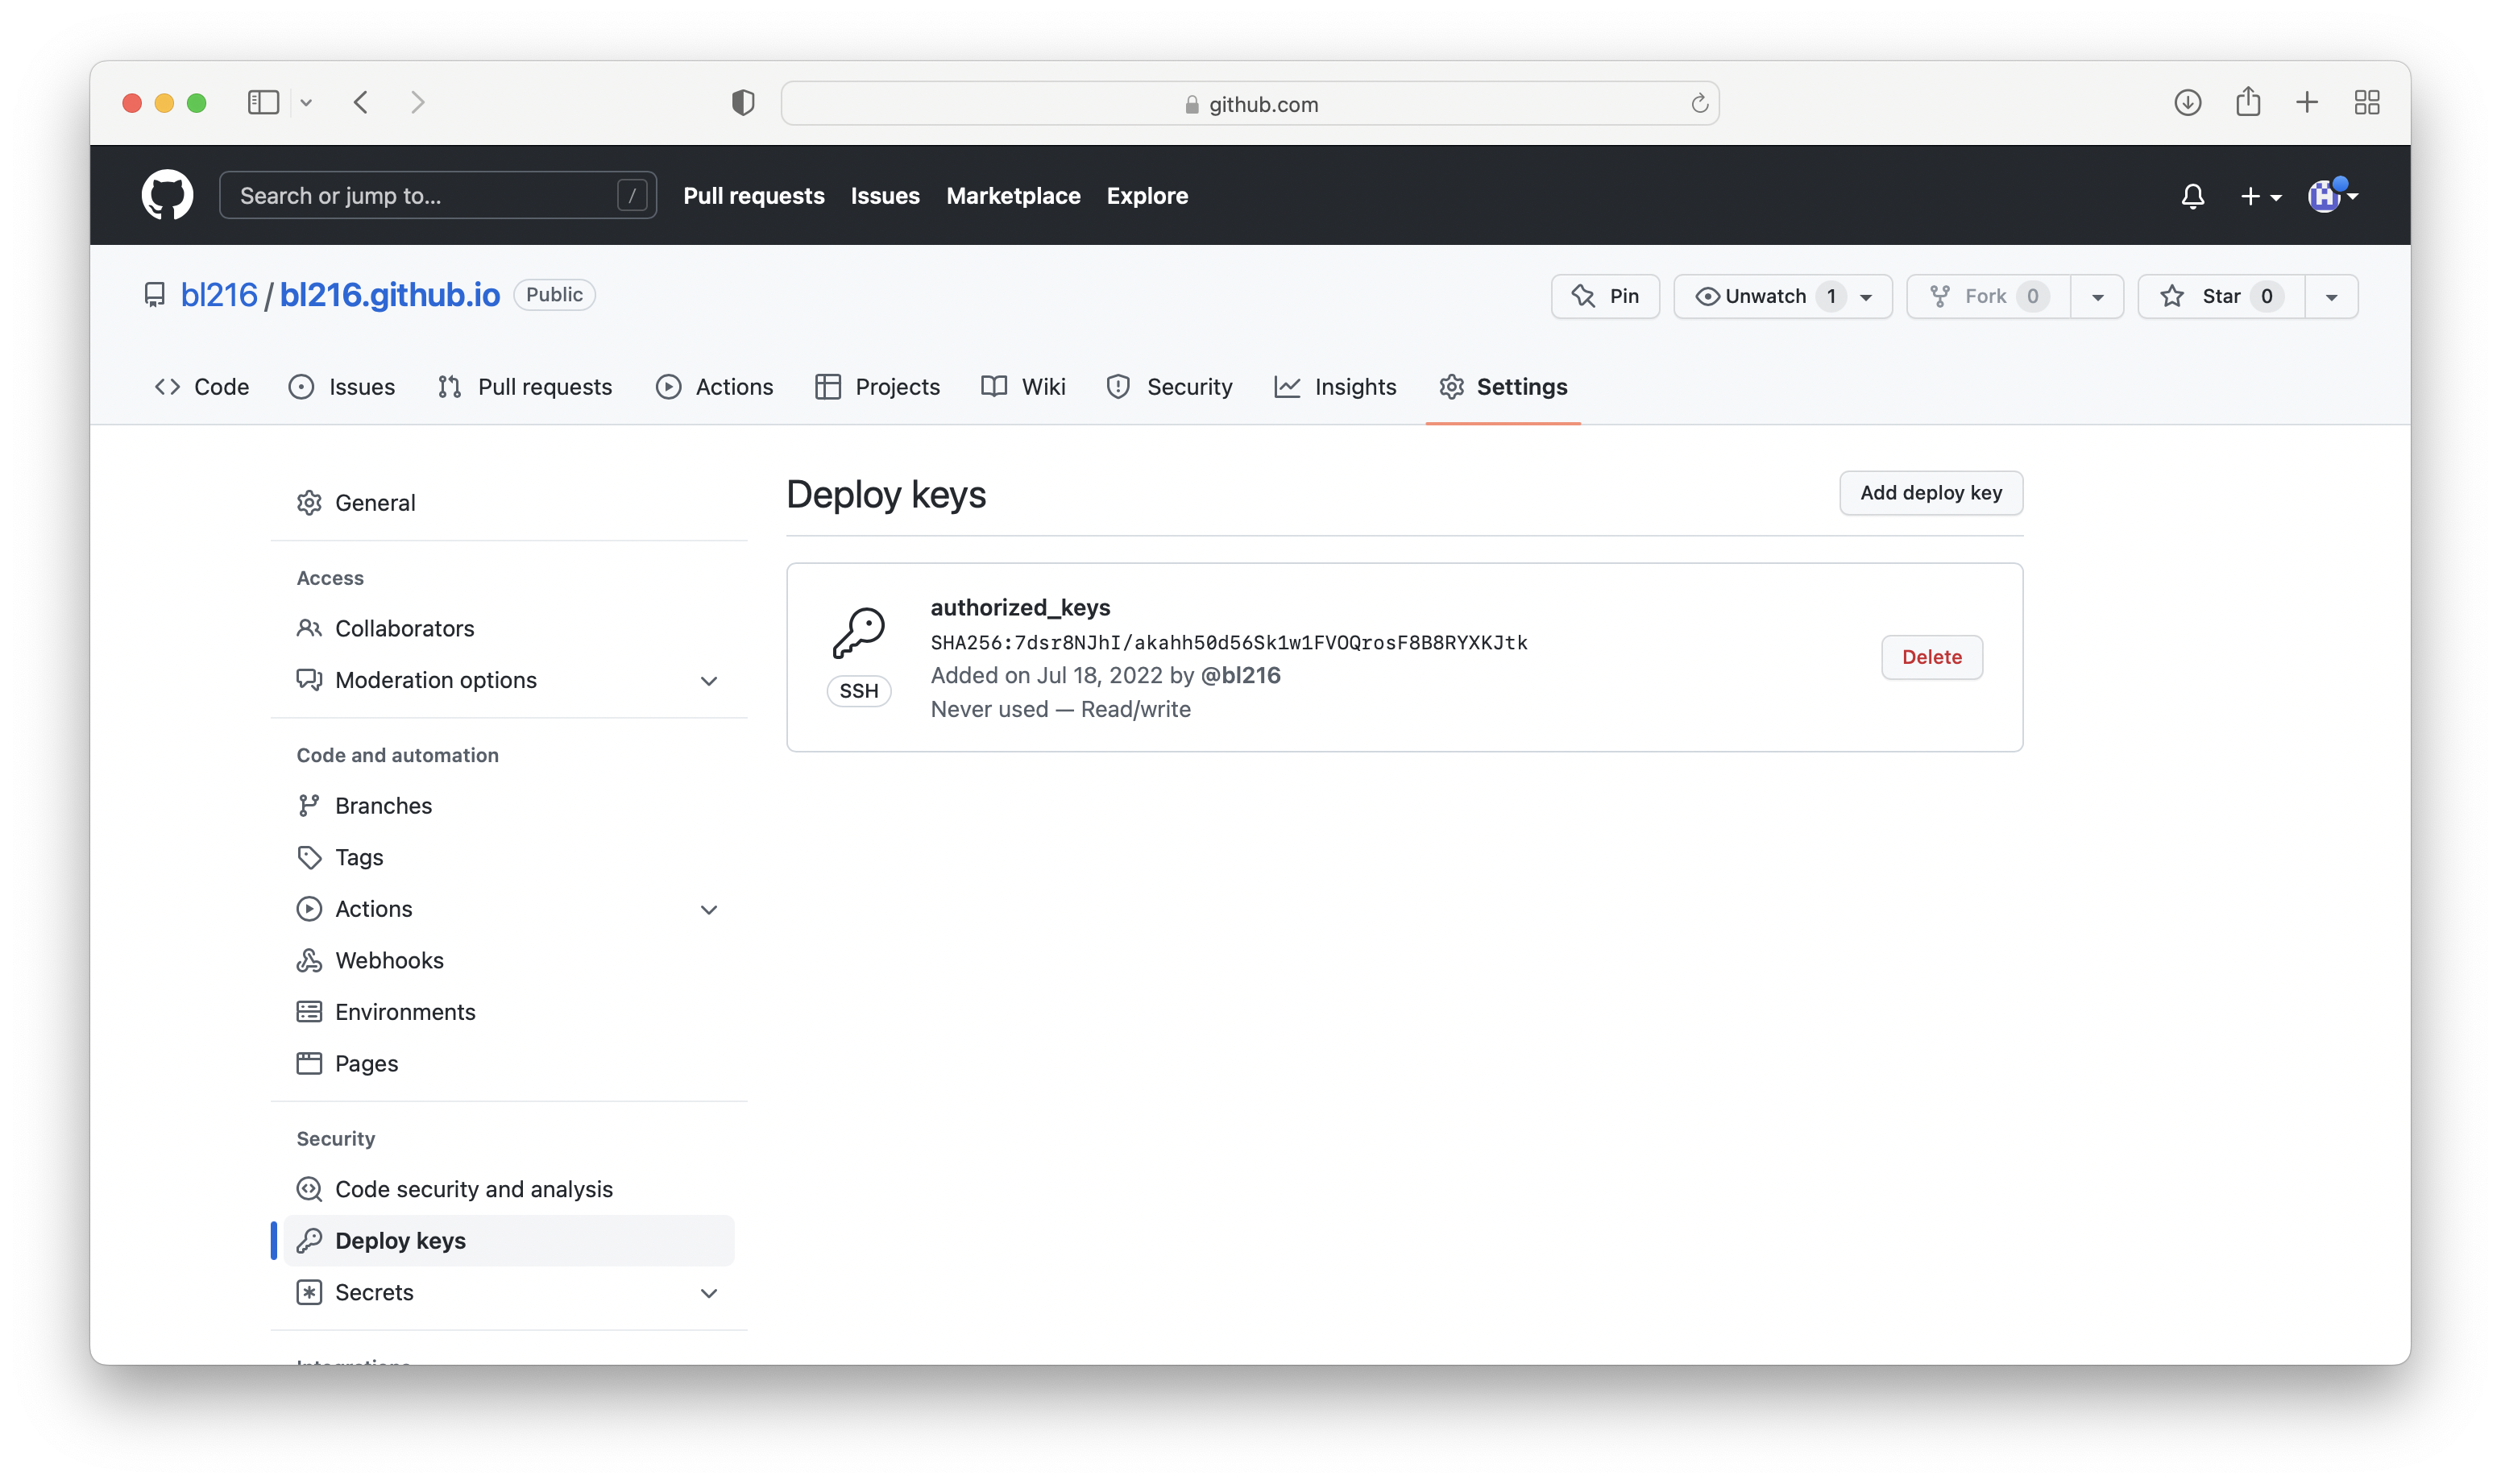 github.com
Search or jump to... /
Pull requests Issues Marketplace Explore
bl216 / bl216.github.io Public
Pin Unwatch 1 Fork 0 Star 0
Code Issues Pull requests Actions Projects Wiki Security Insights Settings
General
Access
Collaborators
Moderation options
Code and automation
Branches
Tags
Actions
Webhooks
Environments
Pages
Security
Code security and analysis
Deploy keys
Secrets
Deploy keys
Add deploy key
authorized_keys
SHA256:7dsr8NJhI/akahh50d56Sk1w1FVOQrosF8B8RYXKJtk
SSH
Added on Jul 18, 2022 by @bl216
Never used — Read/write
Delete